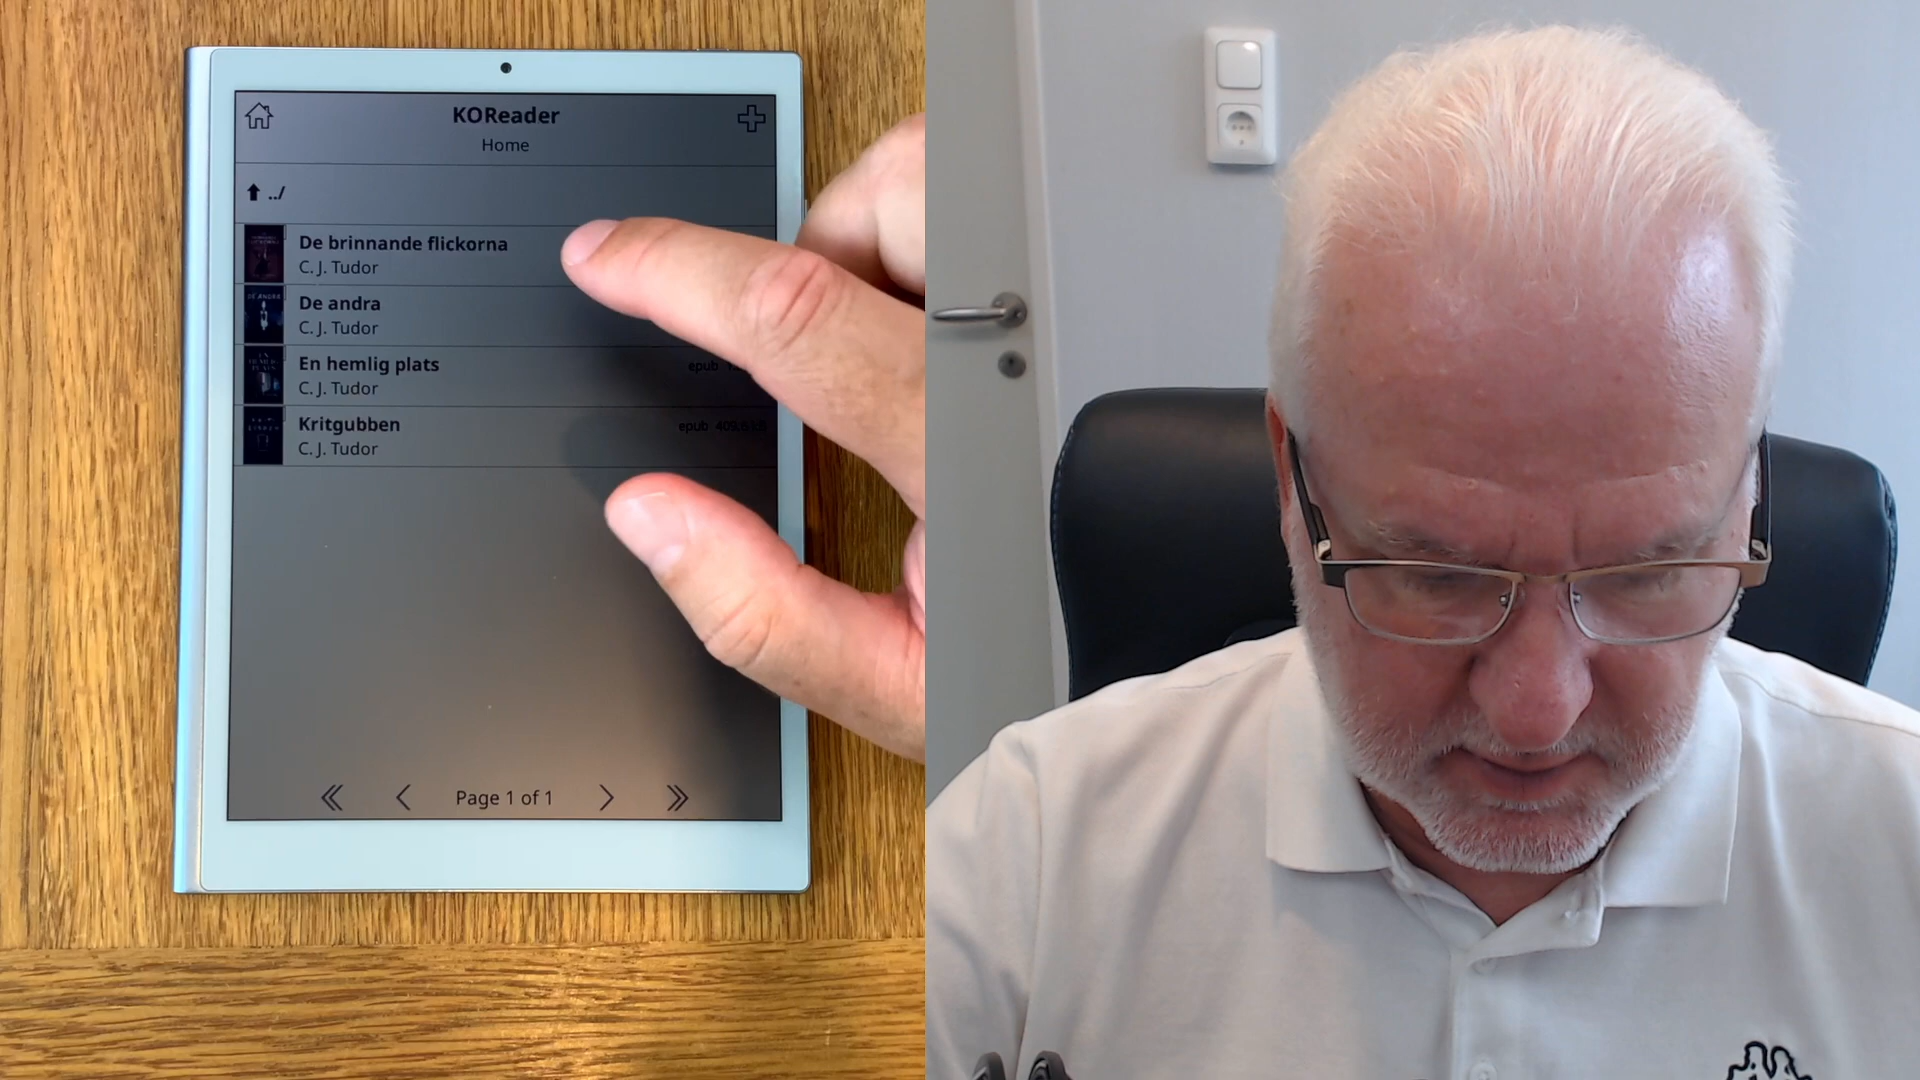 KOReader
Home
../
De brinnande flickorna
C. J. Tudor
De andra
C. J. Tudor
En hemlig plats
epub
C. J. Tudor
Kritgubben
epub
C. J. Tudor
Page 1 of 1